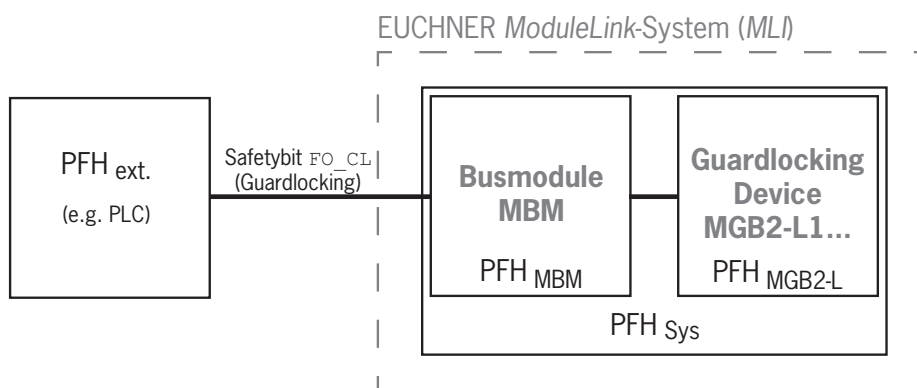 EUCHNER ModuleLink-System (MLI)
PFH ext.
(e.g. PLC)
Safetybit FO_CL
(Guardlocking)
Busmodule
MBM
PFH MBM
Guardlocking
Device
MGB2-L1...
PFH MGB2-L
PFH Sys